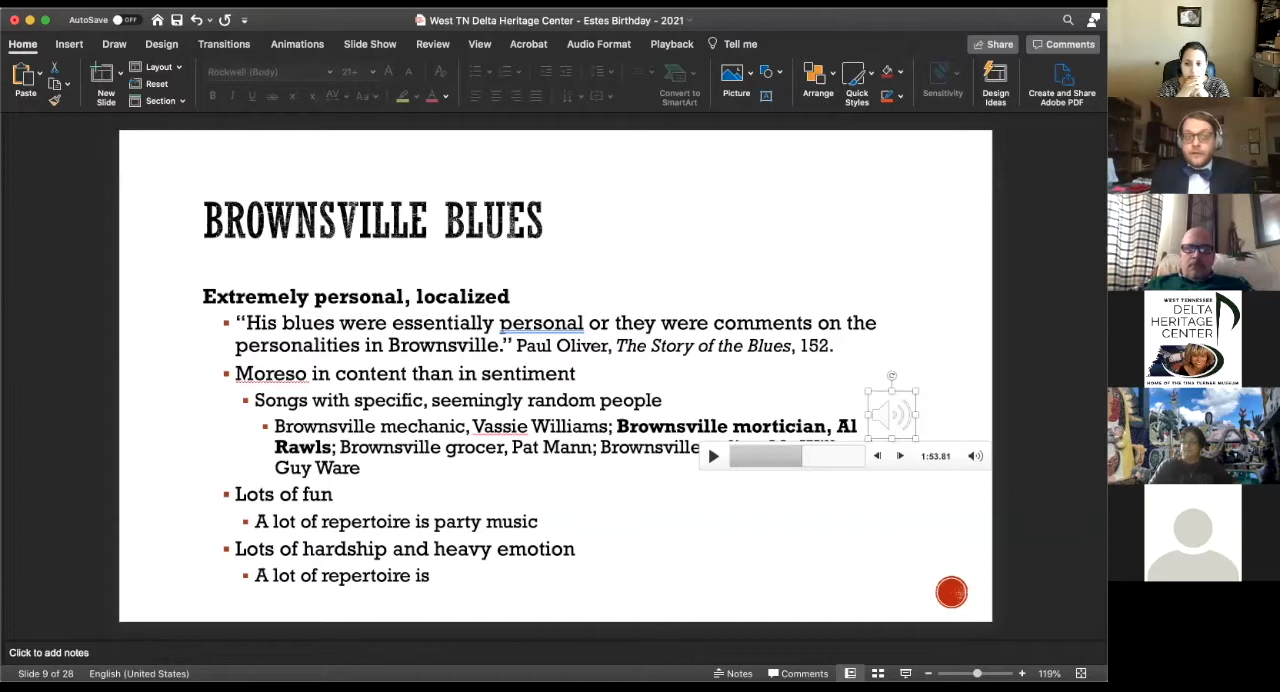 AutoSave
OFF
West TN Delta Heritage Center - Estes Birthday - 2021
Home Insert Draw Design Transitions Animations Slide Show Review View Acrobat Audio Format Playback Tell me
Share Comments
Paste
New Slide
Layout
Reset
Section
Rockwell (Body) 21+
Convert to SmartArt
Picture
Arrange
Quick Styles
Sensitivity
Design Ideas
Create and Share Adobe PDF
BROWNSVILLE BLUES
Extremely personal, localized
“His blues were essentially personal or they were comments on the
personalities in Brownsville.” Paul Oliver, The Story of the Blues, 152.
Moreso in content than in sentiment
Songs with specific, seemingly random people
Brownsville mechanic, Vassie Williams; Brownsville mortician, Al
Rawls; Brownsville grocer, Pat Mann; Brownsville
Guy Ware
1:53.81
Lots of fun
A lot of repertoire is party music
Lots of hardship and heavy emotion
A lot of repertoire is
Click to add notes
Slide 9 of 28 English (United States) Notes Comments 119%
WEST TENNESSEE
DELTA
HERITAGE
CENTER
HOME OF THE TINA TURNER MUSEUM